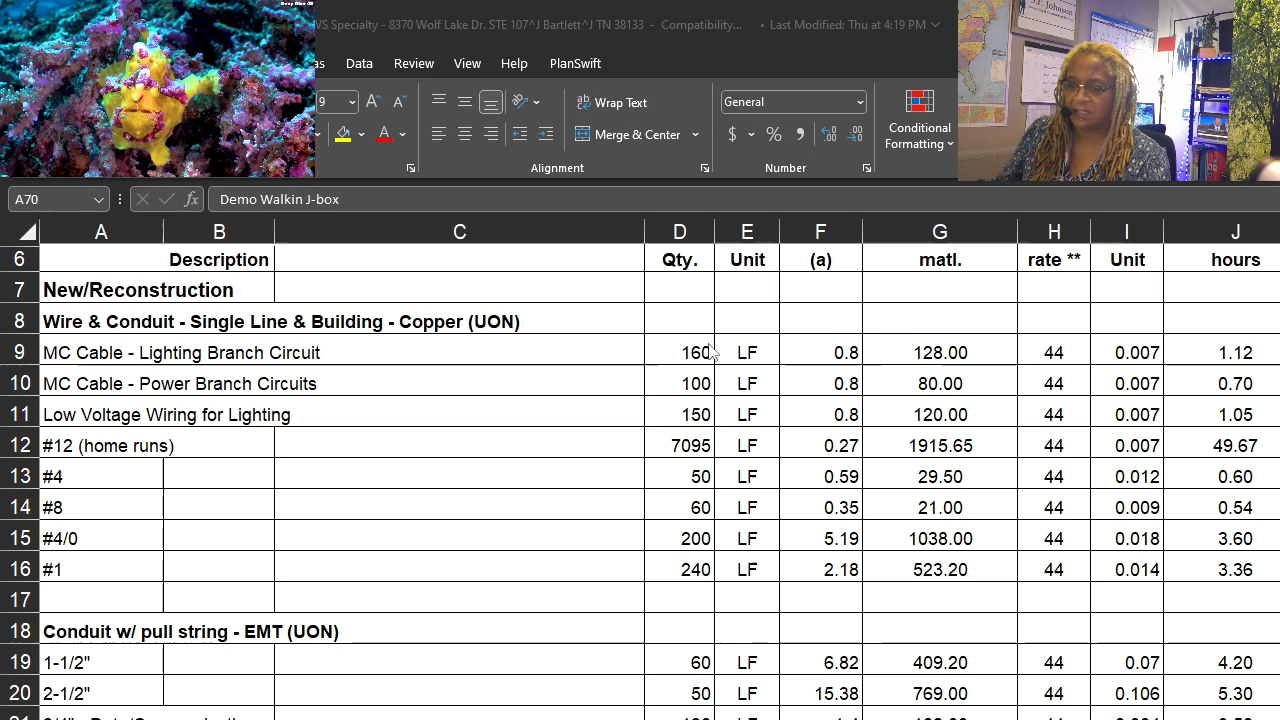 Deep Blue
VS Specialty - 8370 Wolf Lake Dr. STE 107^J Bartlett^J TN 38133 - Compatibility... • Last Modified: Thu at 4:19 PM
Data Review View Help PlanSwift
9 Wrap Text General
Merge & Center $ % Conditional Formatting
Alignment Number
A70 fx Demo Walkin J-box
A B C D E F G H I J
6 Description Qty. Unit (a) matl. rate ** Unit hours
7 New/Reconstruction
8 Wire & Conduit - Single Line & Building - Copper (UON)
9 MC Cable - Lighting Branch Circuit 160 LF 0.8 128.00 44 0.007 1.12
10 MC Cable - Power Branch Circuits 100 LF 0.8 80.00 44 0.007 0.70
11 Low Voltage Wiring for Lighting 150 LF 0.8 120.00 44 0.007 1.05
12 #12 (home runs) 7095 LF 0.27 1915.65 44 0.007 49.67
13 #4 50 LF 0.59 29.50 44 0.012 0.60
14 #8 60 LF 0.35 21.00 44 0.009 0.54
15 #4/0 200 LF 5.19 1038.00 44 0.018 3.60
16 #1 240 LF 2.18 523.20 44 0.014 3.36
17
18 Conduit w/ pull string - EMT (UON)
19 1-1/2" 60 LF 6.82 409.20 44 0.07 4.20
20 2-1/2" 50 LF 15.38 769.00 44 0.106 5.30